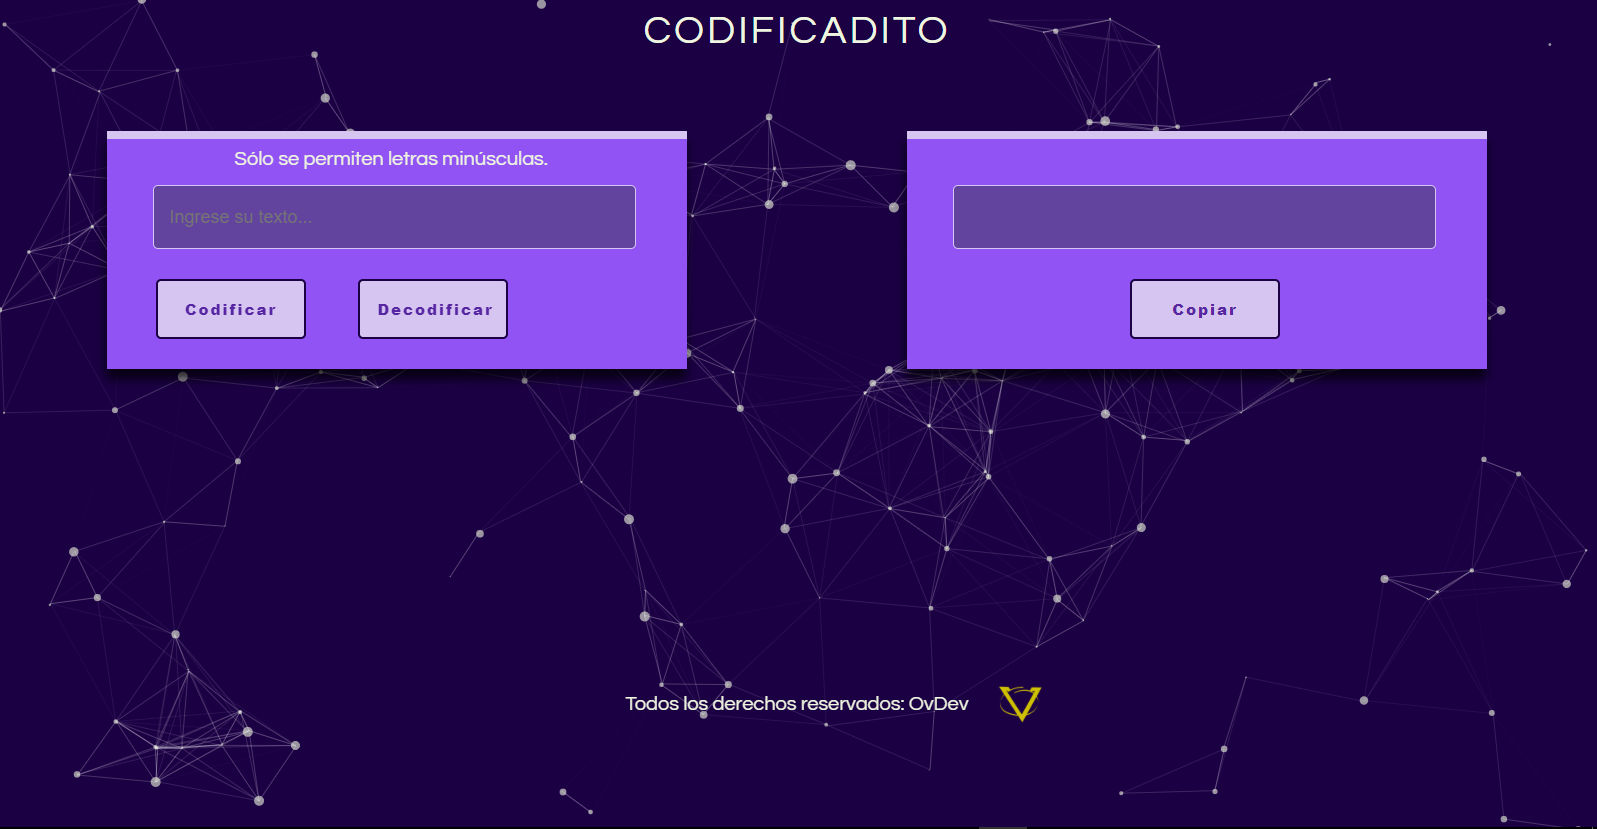 CODIFICADITO
Sólo se permiten letras minúsculas.
Ingrese su texto...
Codificar
Decodificar
Copiar
Todos los derechos reservados: OvDev